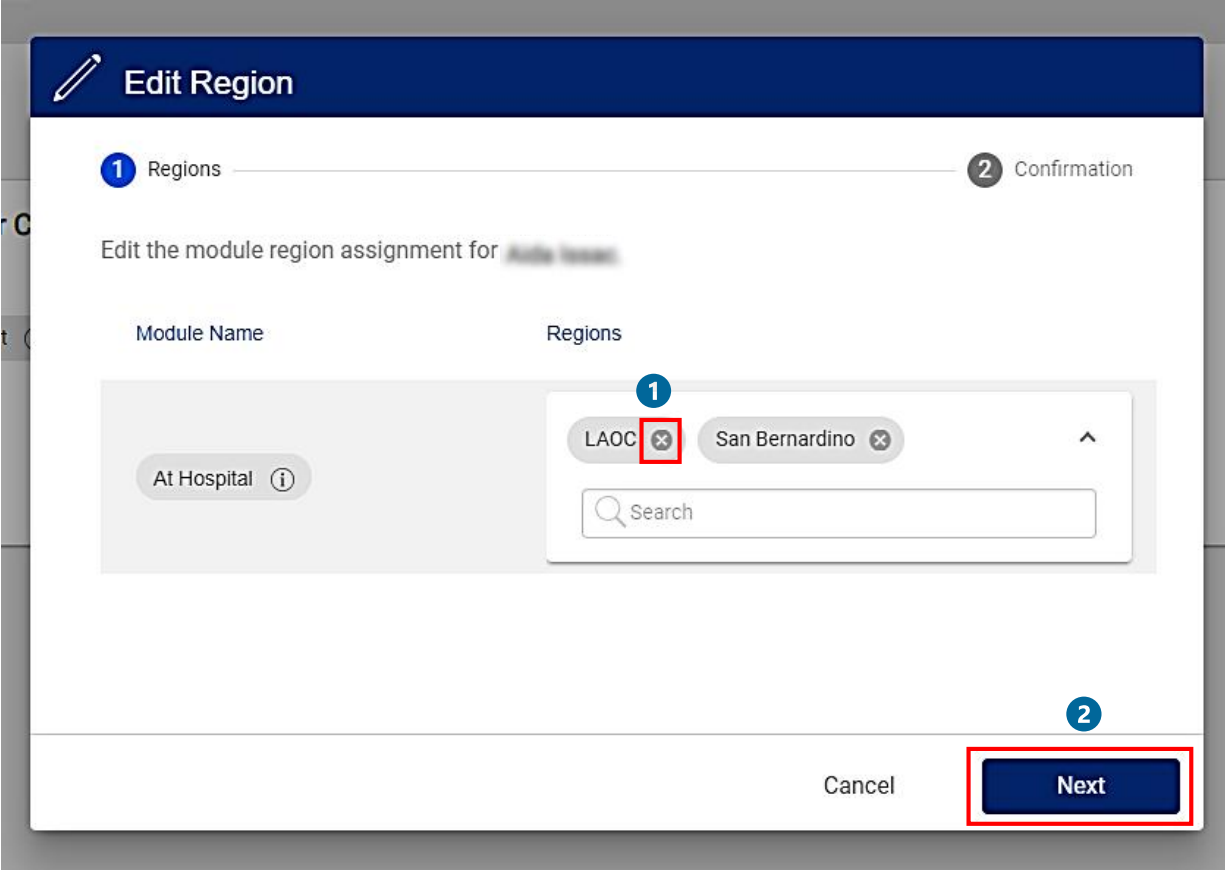 Edit Region
1 Regions
2 Confirmation
r C
Edit the module region assignment for
t
Module Name
Regions
1
LAOC
San Bernardino
At Hospital
Search
2
Cancel
Next